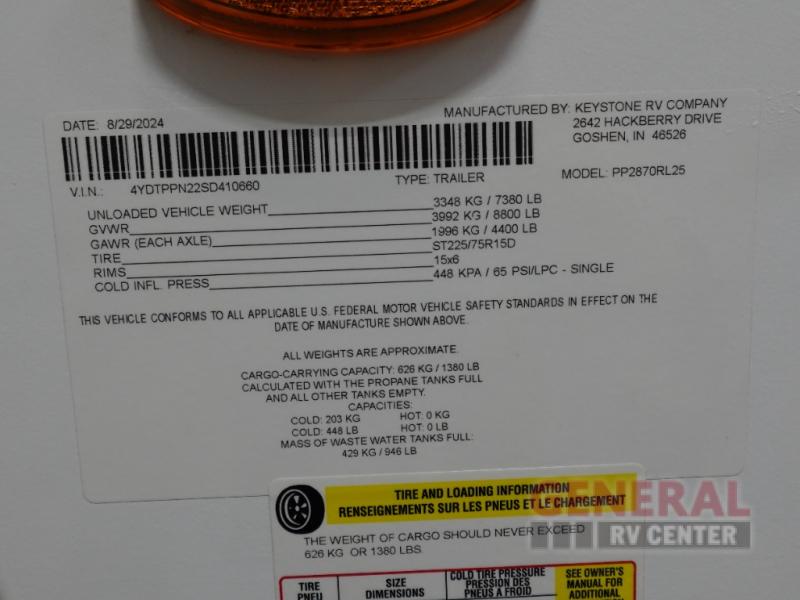 DATE: 8/29/2024
MANUFACTURED BY: KEYSTONE RV COMPANY
2642 HACKBERRY DRIVE
GOSHEN, IN 46526
V.I.N.: 4YDTPPN22SD410660 TYPE: TRAILER MODEL: PP2870RL25
UNLOADED VEHICLE WEIGHT 3348 KG / 7380 LB
GVWR 3992 KG / 8800 LB
GAWR (EACH AXLE) 1996 KG / 4400 LB
TIRE ST225/75R15D
RIMS 15x6
COLD INFL. PRESS 448 KPA / 65 PSI/LPC - SINGLE
THIS VEHICLE CONFORMS TO ALL APPLICABLE U.S. FEDERAL MOTOR VEHICLE SAFETY STANDARDS IN EFFECT ON THE
DATE OF MANUFACTURE SHOWN ABOVE.
ALL WEIGHTS ARE APPROXIMATE.
CARGO-CARRYING CAPACITY: 626 KG / 1380 LB
CALCULATED WITH THE PROPANE TANKS FULL
AND ALL OTHER TANKS EMPTY.
CAPACITIES:
COLD: 203 KG HOT: 0 KG
COLD: 448 LB HOT: 0 LB
MASS OF WASTE WATER TANKS FULL:
429 KG / 946 LB
TIRE AND LOADING INFORMATION
RENSEIGNEMENTS SUR LES PNEUS ET LE CHARGEMENT
THE WEIGHT OF CARGO SHOULD NEVER EXCEED
626 KG OR 1380 LBS.
GENERAL
RV CENTER
TIRE SIZE COLD TIRE PRESSURE SEE OWNER'S
PNEU DIMENSIONS PRESSION DES MANUAL FOR
PNEUS A FROID ADDITIONAL